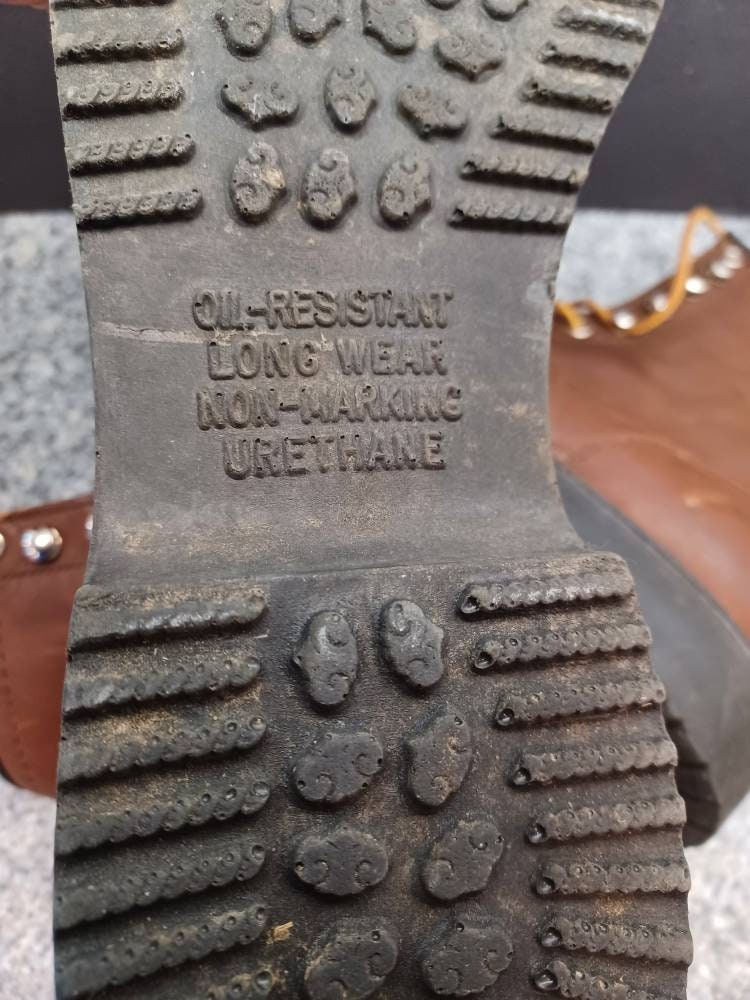 OIL-RESISTANT
LONG WEAR
NON-MARKING
URETHANE